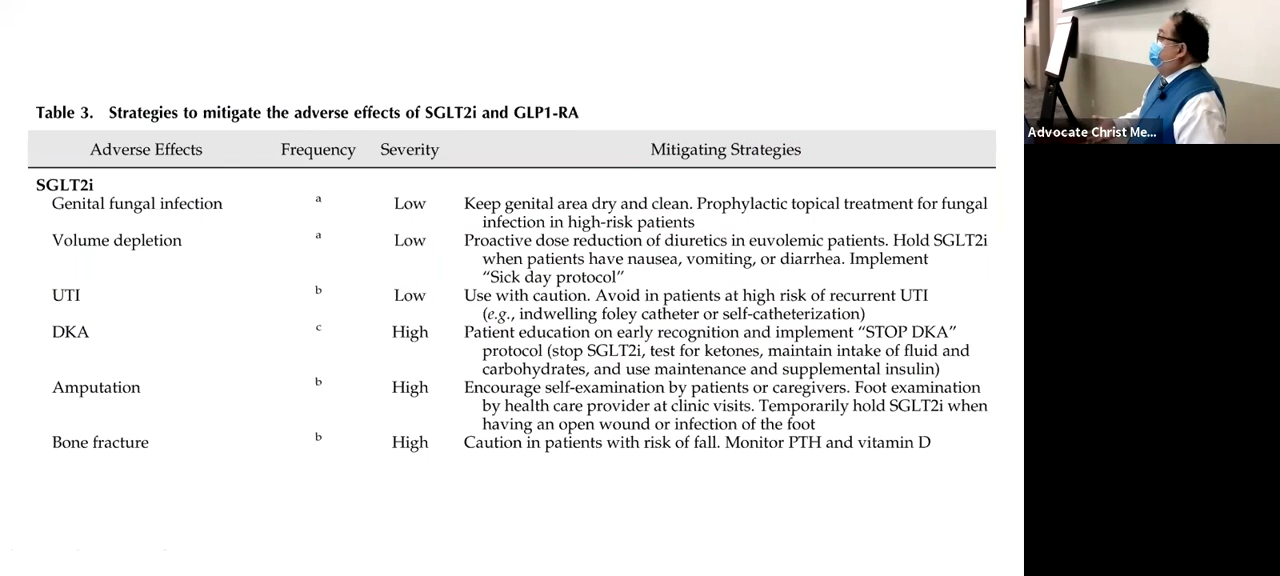 Table 3. Strategies to mitigate the adverse effects of SGLT2i and GLP1-RA
Adverse Effects Frequency Severity Mitigating Strategies
SGLT2i
Genital fungal infection a Low Keep genital area dry and clean. Prophylactic topical treatment for fungal
infection in high-risk patients
Volume depletion a Low Proactive dose reduction of diuretics in euvolemic patients. Hold SGLT2i
when patients have nausea, vomiting, or diarrhea. Implement
“Sick day protocol”
UTI b Low Use with caution. Avoid in patients at high risk of recurrent UTI
(e.g., indwelling foley catheter or self-catheterization)
DKA c High Patient education on early recognition and implement “STOP DKA”
protocol (stop SGLT2i, test for ketones, maintain intake of fluid and
carbohydrates, and use maintenance and supplemental insulin)
Amputation b High Encourage self-examination by patients or caregivers. Foot examination
by health care provider at clinic visits. Temporarily hold SGLT2i when
having an open wound or infection of the foot
Bone fracture b High Caution in patients with risk of fall. Monitor PTH and vitamin D
Advocate Christ Me...